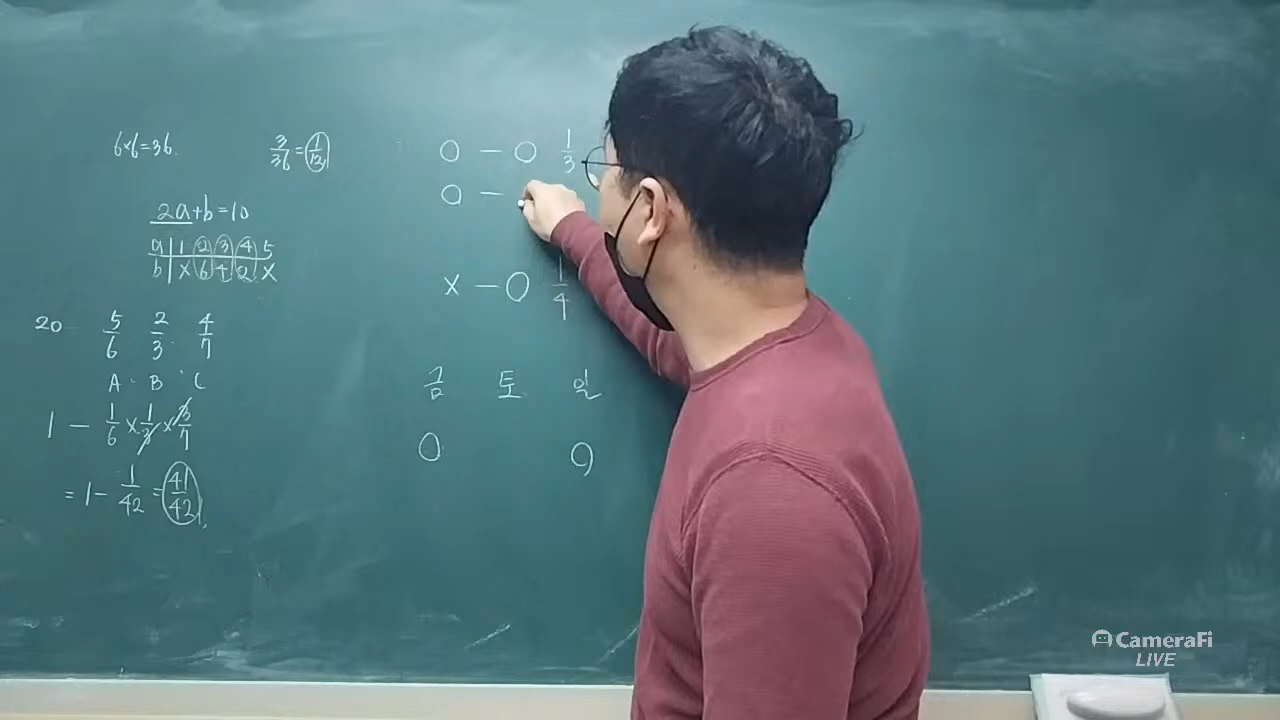 6×6=36
3/36=1/12
2a+b=10
a | 1 2 3 4 5
b | X 6 4 2 X
20
5/6 2/3 4/7
A B C
1 - 1/6 × 1/3 × 3/7
= 1 - 1/42 = 41/42
O - O 1/3
O -
X - O 1/4
금 토 일
O O
CameraFi
LIVE